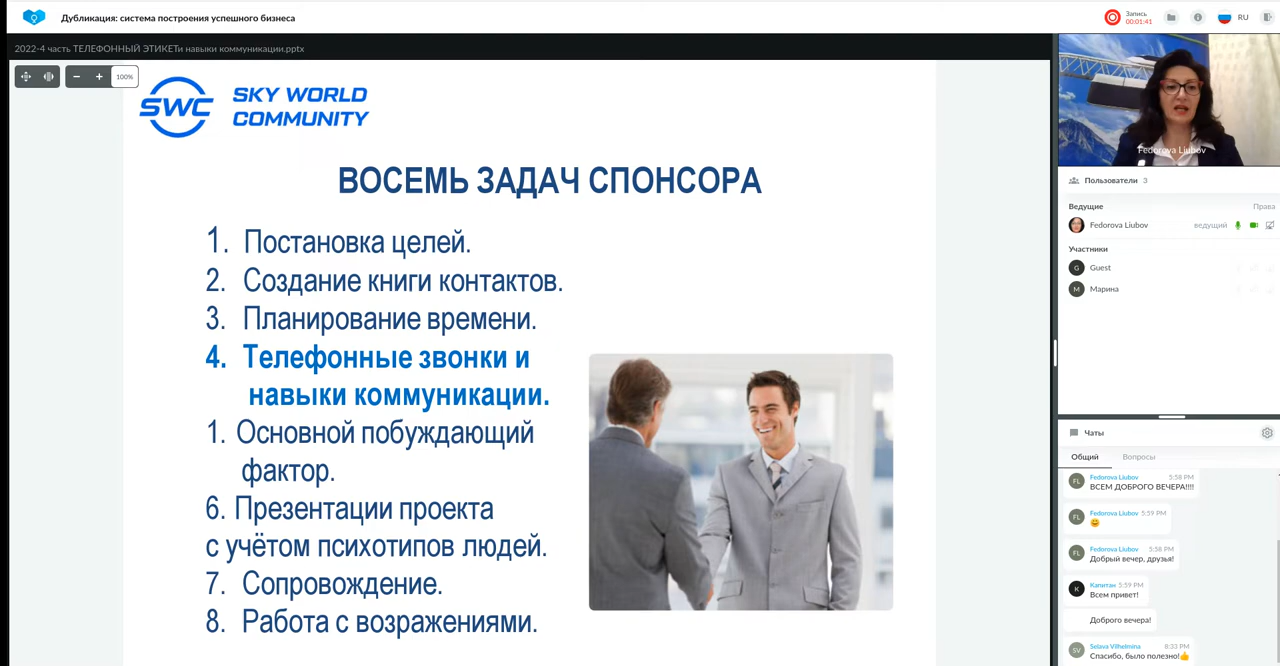 Дубликация: система построения успешного бизнеса
Запись
00:01:41
RU
2022-4 часть ТЕЛЕФОННЫЙ ЭТИКЕТи навыки коммуникации.pptx
100%
SWC
SKY WORLD
COMMUNITY
ВОСЕМЬ ЗАДАЧ СПОНСОРА
1. Постановка целей.
2. Создание книги контактов.
3. Планирование времени.
4. Телефонные звонки и
навыки коммуникации.
1. Основной побуждающий
фактор.
6. Презентации проекта
с учётом психотипов людей.
7. Сопровождение.
8. Работа с возражениями.
Fedorova Liubov
Пользователи 3
Ведущие Права
Fedorova Liubov ведущий
Участники
G Guest
М Марина
Чаты
Общий Вопросы
FL Fedorova Liubov 5:58 PM
ВСЕМ ДОБРОГО ВЕЧЕРА!!!!
FL Fedorova Liubov 5:59 PM
😊
FL Fedorova Liubov 5:58 PM
Добрый вечер, друзья!
К Капитан 5:59 PM
Всем привет!
Доброго вечера!
SV Selava Vilhelmina 8:33 PM
Спасибо, было полезно!👍